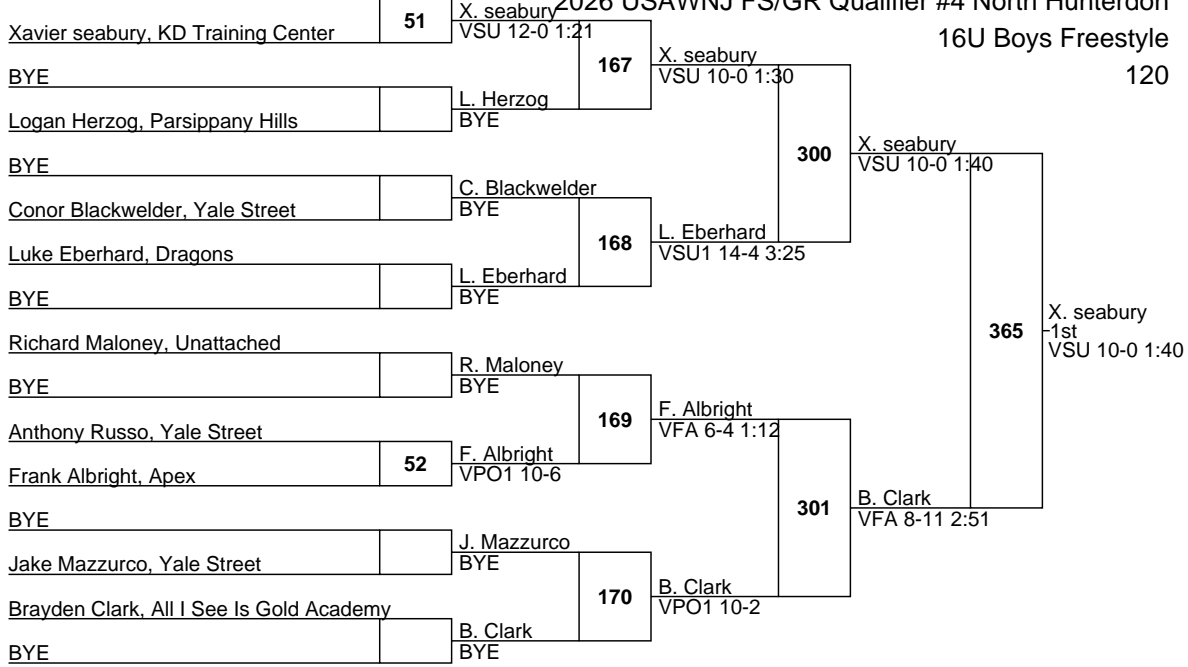 2026 USAWNJ FS/GR Qualifier #4 North Hunterdon
16U Boys Freestyle
120
Xavier seabury, KD Training Center
51
X. seabury
VSU 12-0 1:21
BYE
Logan Herzog, Parsippany Hills
L. Herzog
BYE
167
X. seabury
VSU 10-0 1:30
BYE
Conor Blackwelder, Yale Street
C. Blackwelder
BYE
Luke Eberhard, Dragons
BYE
L. Eberhard
BYE
168
L. Eberhard
VSU1 14-4 3:25
300
X. seabury
VSU 10-0 1:40
Richard Maloney, Unattached
BYE
R. Maloney
BYE
Anthony Russo, Yale Street
Frank Albright, Apex
52
F. Albright
VPO1 10-6
169
F. Albright
VFA 6-4 1:12
BYE
Jake Mazzurco, Yale Street
J. Mazzurco
BYE
Brayden Clark, All I See Is Gold Academy
BYE
B. Clark
BYE
170
B. Clark
VPO1 10-2
301
B. Clark
VFA 8-11 2:51
365
X. seabury
1st
VSU 10-0 1:40